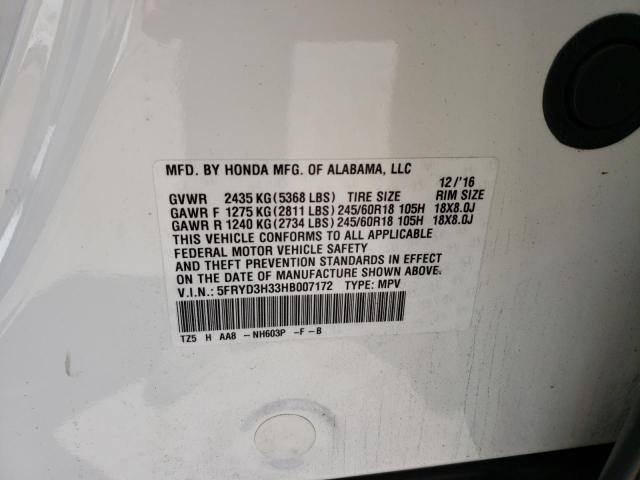 MFD. BY HONDA MFG. OF ALABAMA, LLC 12/'16
GVWR 2435 KG (5368 LBS) TIRE SIZE RIM SIZE
GAWR F 1275 KG (2811 LBS) 245/60R18 105H 18X8.0J
GAWR R 1240 KG (2734 LBS) 245/60R18 105H 18X8.0J
THIS VEHICLE CONFORMS TO ALL APPLICABLE
FEDERAL MOTOR VEHICLE SAFETY
AND THEFT PREVENTION STANDARDS IN EFFECT
ON THE DATE OF MANUFACTURE SHOWN ABOVE.
V.I.N.: 5FRYD3H33HB007172 TYPE: MPV
TZ5 H AA8 -NH603P -F-B